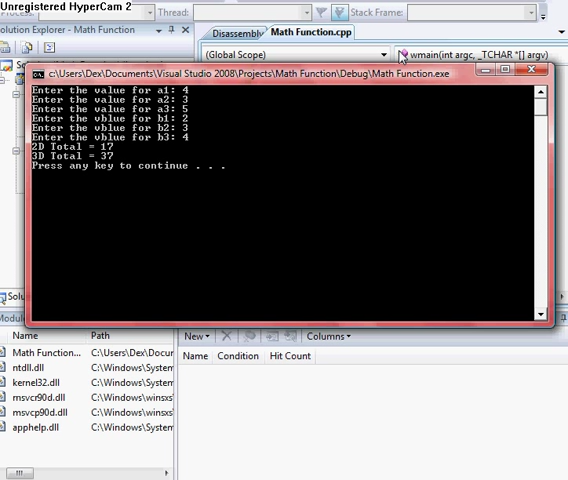 Unregistered HyperCam 2
Process:
Thread:
Stack Frame:
Solution Explorer - Math Function
Disassembly
Math Function.cpp
(Global Scope)
wmain(int argc, _TCHAR *[] argv)
c:\Users\Dex\Documents\Visual Studio 2008\Projects\Math Function\Debug\Math Function.exe
Enter the value for a1: 4
Enter the value for a2: 3
Enter the value for a3: 5
Enter the vblue for b1: 2
Enter the vblue for b2: 3
Enter the vblue for b3: 4
2D Total = 17
3D Total = 37
Press any key to continue . . .
Name Path
Math Function... C:\Users\Dex\Docur
ntdll.dll C:\Windows\System
kernel32.dll C:\Windows\System
msvcr90d.dll C:\Windows\winsxs
msvcp90d.dll C:\Windows\winsxs
apphelp.dll C:\Windows\System
New
Columns
Name Condition Hit Count